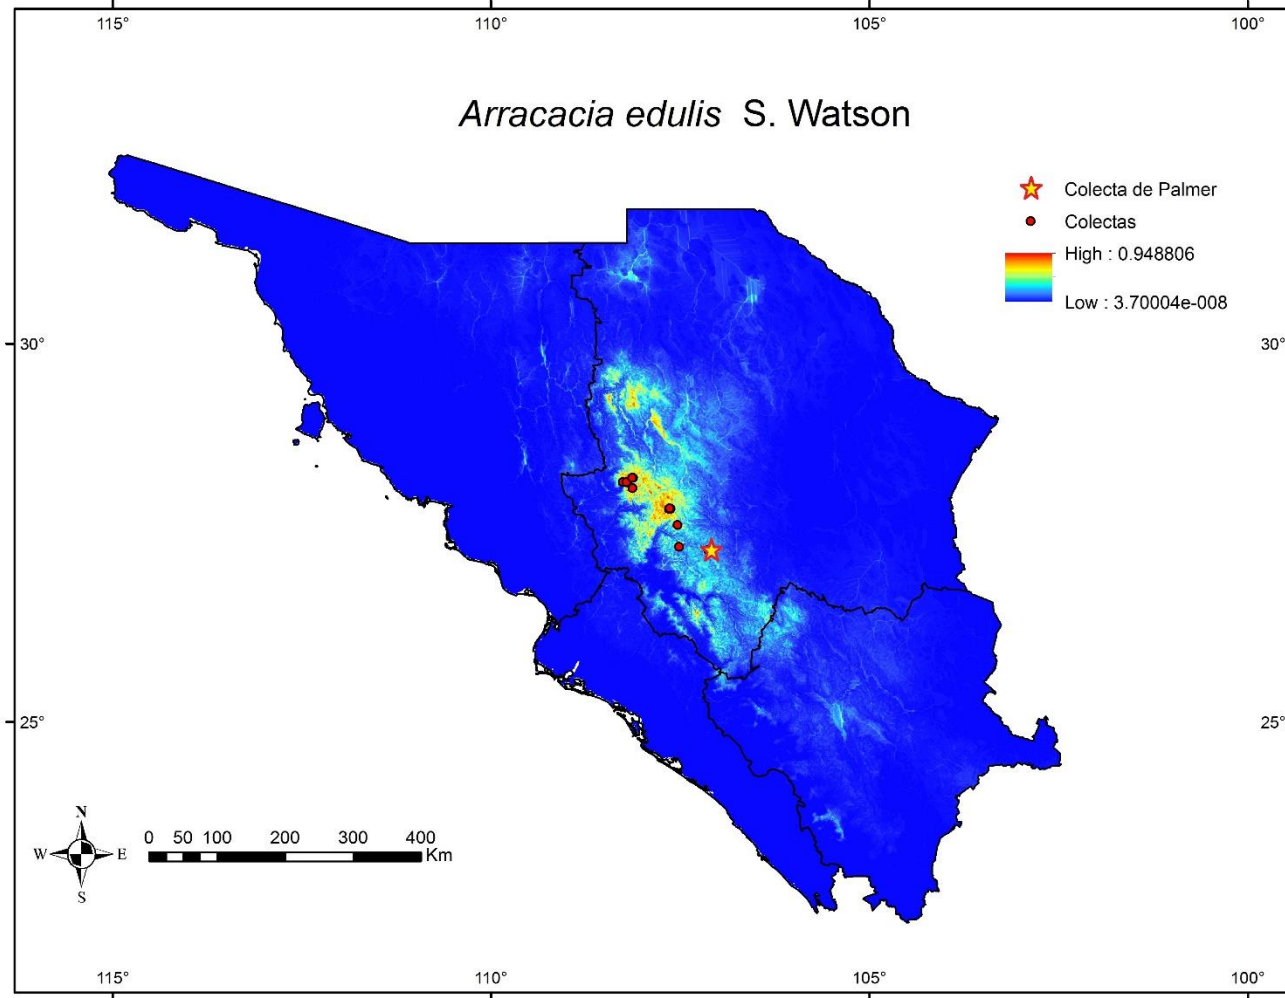 115°
110°
105°
100°
Arracacia edulis S. Watson
Colecta de Palmer
Colectas
High : 0.948806
Low : 3.70004e-008
30°
30°
25°
25°
N
W
E
S
0 50 100 200 300 400
Km
115°
110°
105°
100°